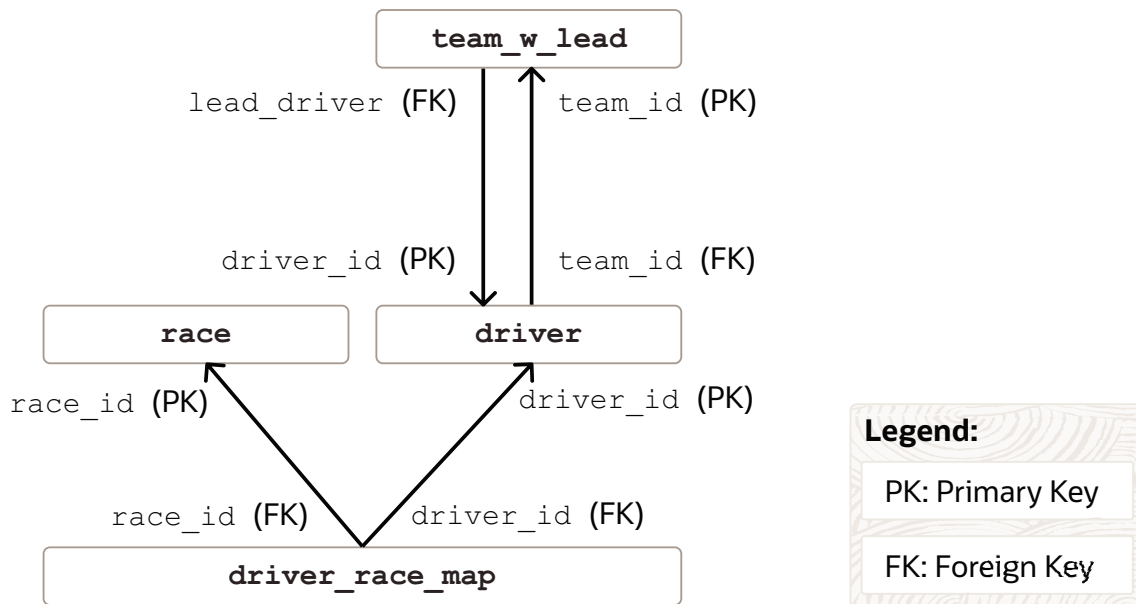 team_w_lead
lead_driver (FK) team_id (PK)
driver_id (PK) team_id (FK)
race driver
race_id (PK) driver_id (PK)
Legend:
PK: Primary Key
race_id (FK) driver_id (FK)
FK: Foreign Key
driver_race_map